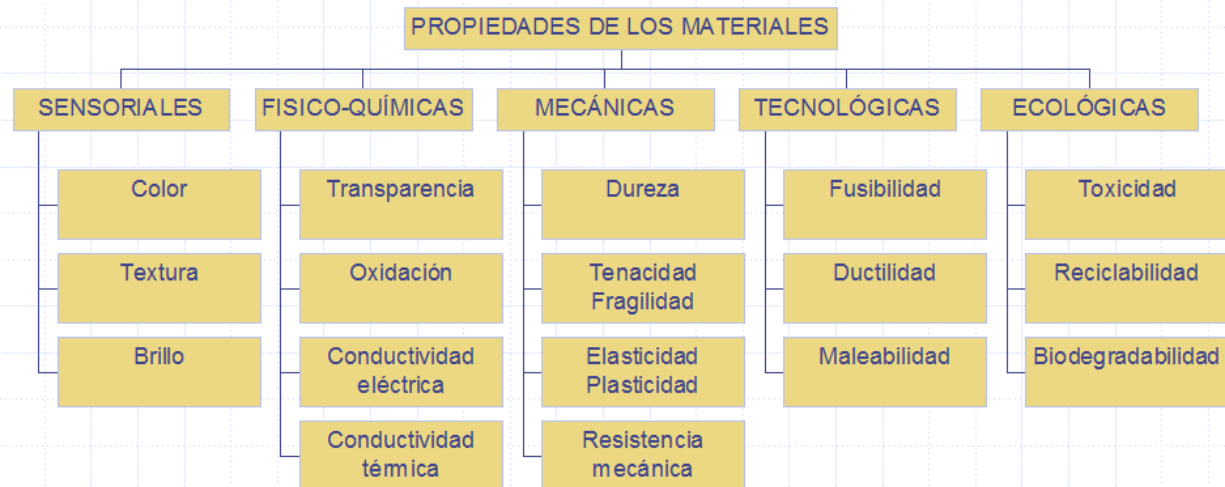 PROPIEDADES DE LOS MATERIALES
SENSORIALES
Color
Textura
Brillo
FISICO-QUÍMICAS
Transparencia
Oxidación
Conductividad
eléctrica
Conductividad
térmica
MECÁNICAS
Dureza
Tenacidad
Fragilidad
Elasticidad
Plasticidad
Resistencia
mecánica
TECNOLÓGICAS
Fusibilidad
Ductilidad
Maleabilidad
ECOLÓGICAS
Toxicidad
Reciclabilidad
Biodegradabilidad